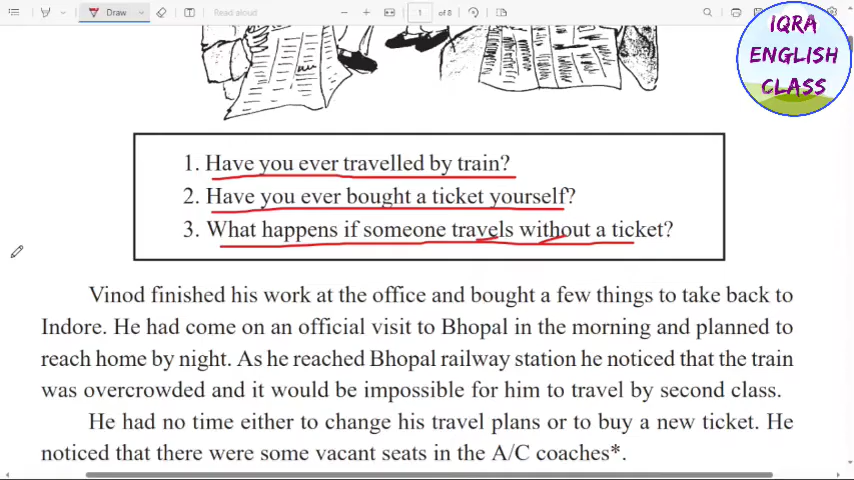 Draw
Read aloud
1 of 8
IQRA
ENGLISH
CLASS
1. Have you ever travelled by train?
2. Have you ever bought a ticket yourself?
3. What happens if someone travels without a ticket?
Vinod finished his work at the office and bought a few things to take back to
Indore. He had come on an official visit to Bhopal in the morning and planned to
reach home by night. As he reached Bhopal railway station he noticed that the train
was overcrowded and it would be impossible for him to travel by second class.
He had no time either to change his travel plans or to buy a new ticket. He
noticed that there were some vacant seats in the A/C coaches*.